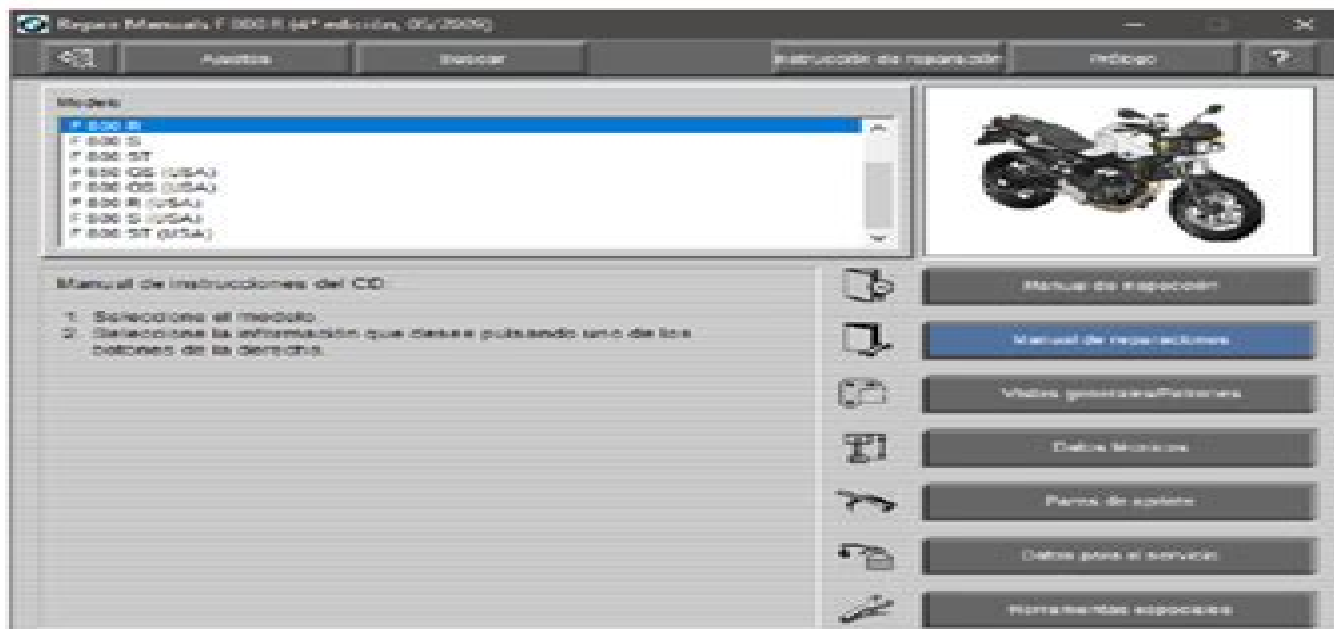 Repair Manuals F 800 R (4ª edición, 05/2009)
Ajustes
Buscar
Instrucción de reparación
Prólogo
?
Modelo
F 800 R
F 800 S
F 800 ST
F 650 GS (USA)
F 800 GS (USA)
F 800 R (USA)
F 800 S (USA)
F 800 ST (USA)
Manual de instrucciones del CD
1. Seleccione el modelo.
2. Seleccione la información que desee pulsando uno de los
botones de la derecha.
Manual de inspección
Manual de reparaciones
Vistas generales/Patrones
Datos técnicos
Pares de apriete
Datos para el servicio
Herramientas especiales